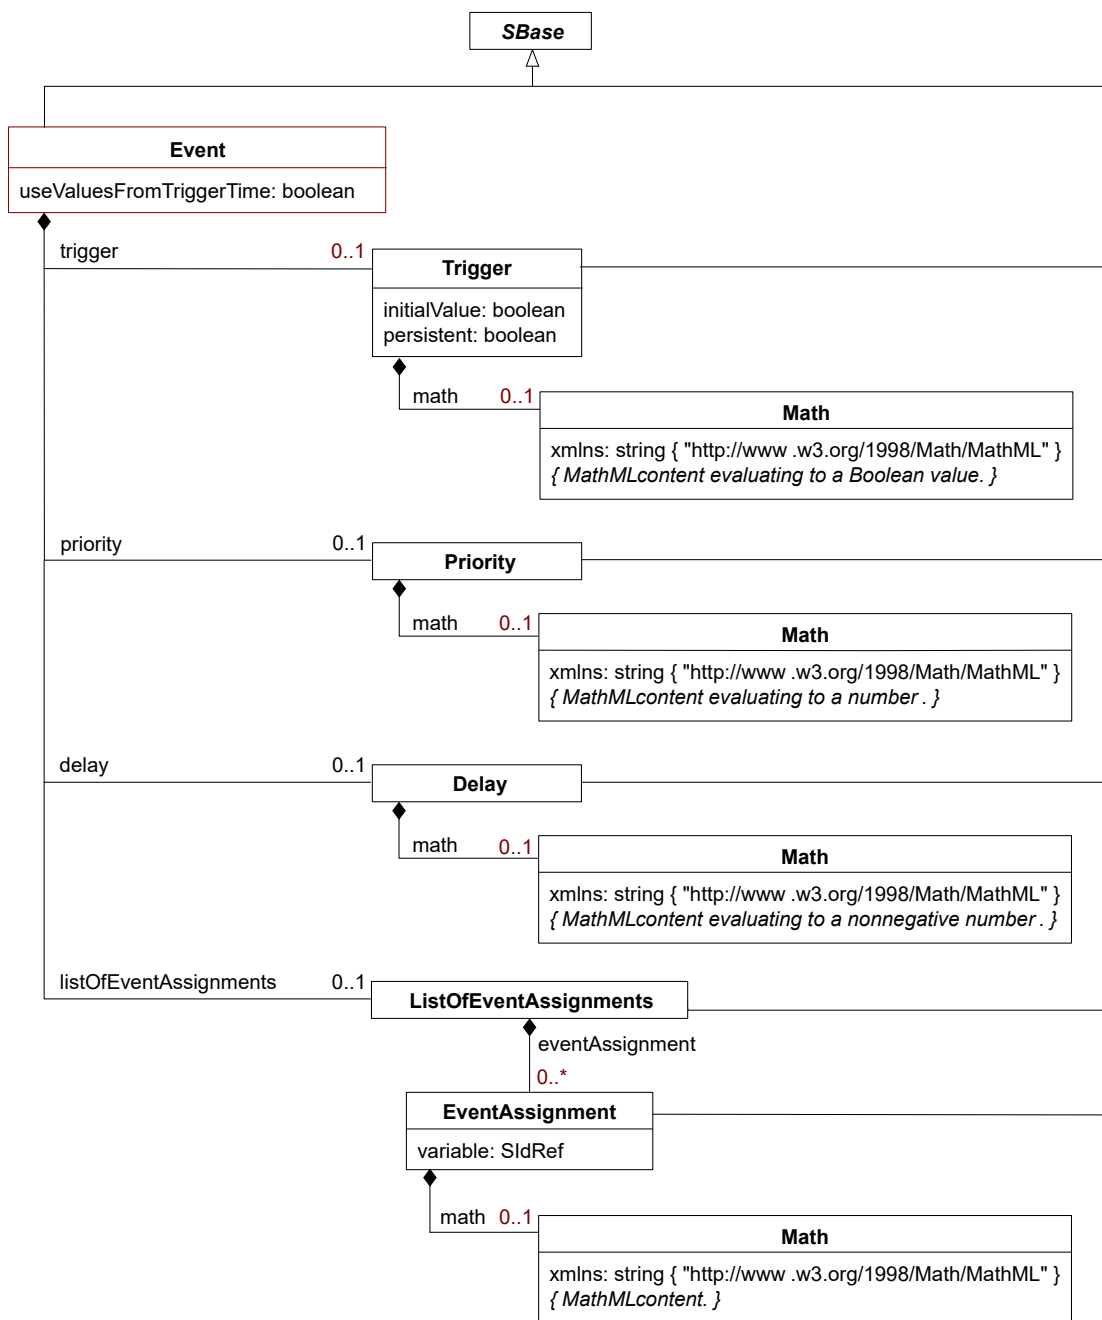 SBase
Event
useValuesFromTriggerTime: boolean
trigger 0..1
Trigger
initialValue: boolean
persistent: boolean
math 0..1
Math
xmlns: string { "http://www .w3.org/1998/Math/MathML" }
{ MathMLcontent evaluating to a Boolean value. }
priority 0..1
Priority
math 0..1
Math
xmlns: string { "http://www .w3.org/1998/Math/MathML" }
{ MathMLcontent evaluating to a number . }
delay 0..1
Delay
math 0..1
Math
xmlns: string { "http://www .w3.org/1998/Math/MathML" }
{ MathMLcontent evaluating to a nonnegative number . }
listOfEventAssignments 0..1
ListOfEventAssignments
eventAssignment
0..*
EventAssignment
variable: SIdRef
math 0..1
Math
xmlns: string { "http://www .w3.org/1998/Math/MathML" }
{ MathMLcontent. }